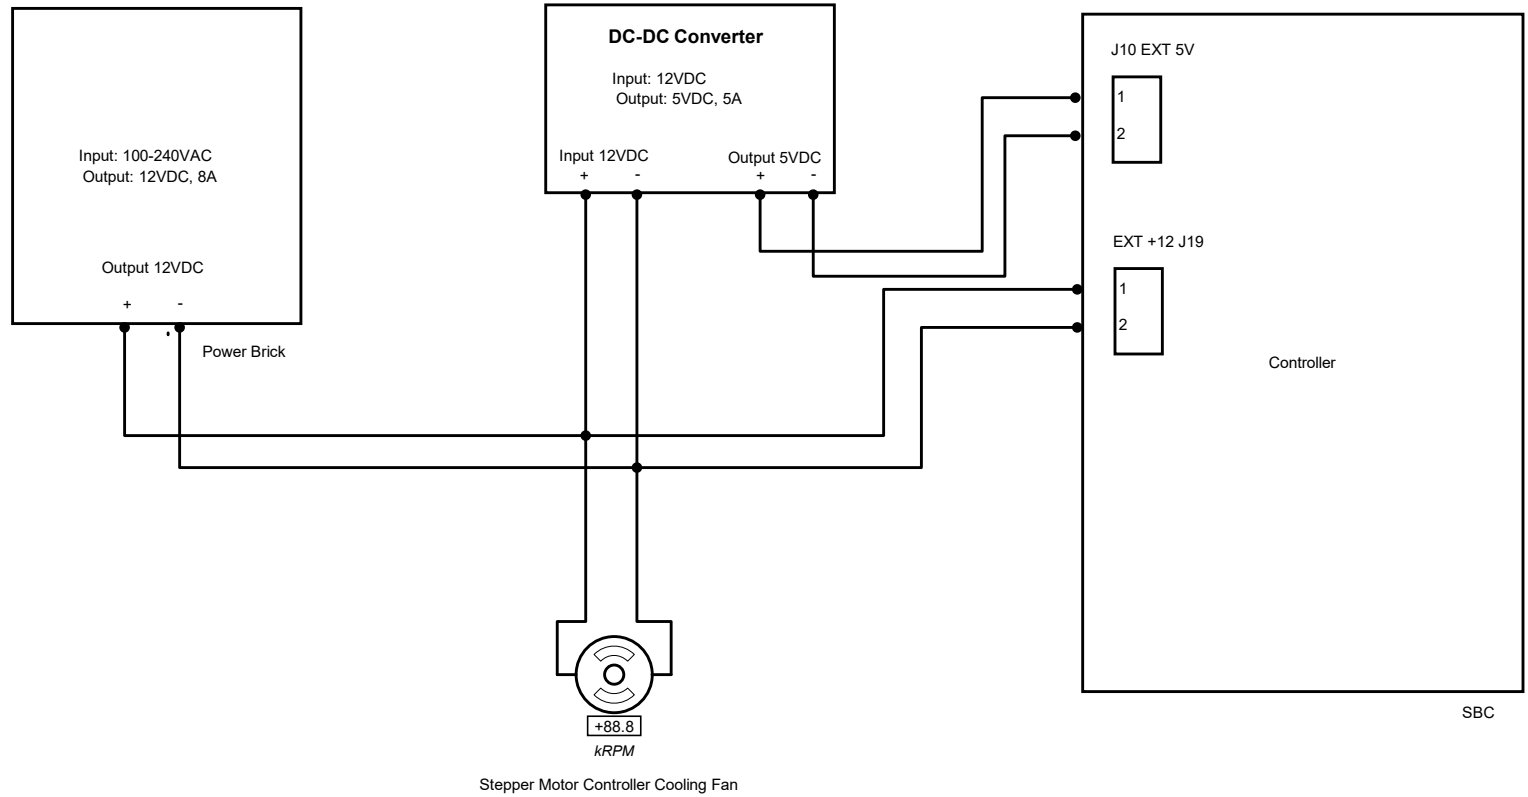 Input: 100-240VAC
Output: 12VDC, 8A
Output 12VDC
+ -
Power Brick
DC-DC Converter
Input: 12VDC
Output: 5VDC, 5A
Input 12VDC
+ -
Output 5VDC
+ -
J10 EXT 5V
1
2
EXT +12 J19
1
2
Controller
SBC
+88.8
kRPM
Stepper Motor Controller Cooling Fan